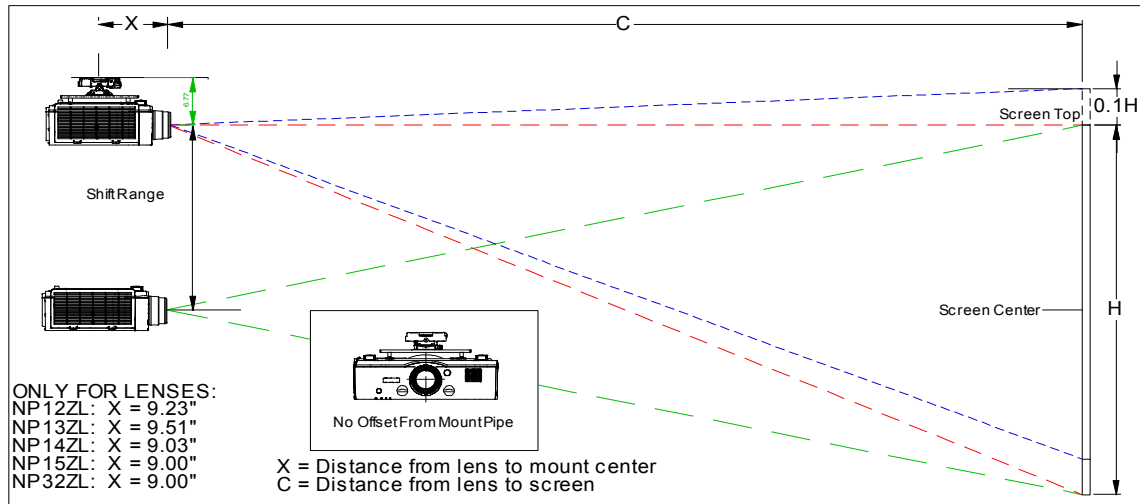 X
C
6.77
0.1H
Screen Top
Shift Range
Screen Center
H
ONLY FOR LENSES:
NP12ZL: X = 9.23"
NP13ZL: X = 9.51"
NP14ZL: X = 9.03"
NP15ZL: X = 9.00"
NP32ZL: X = 9.00"
No Offset From Mount Pipe
X = Distance from lens to mount center
C = Distance from lens to screen